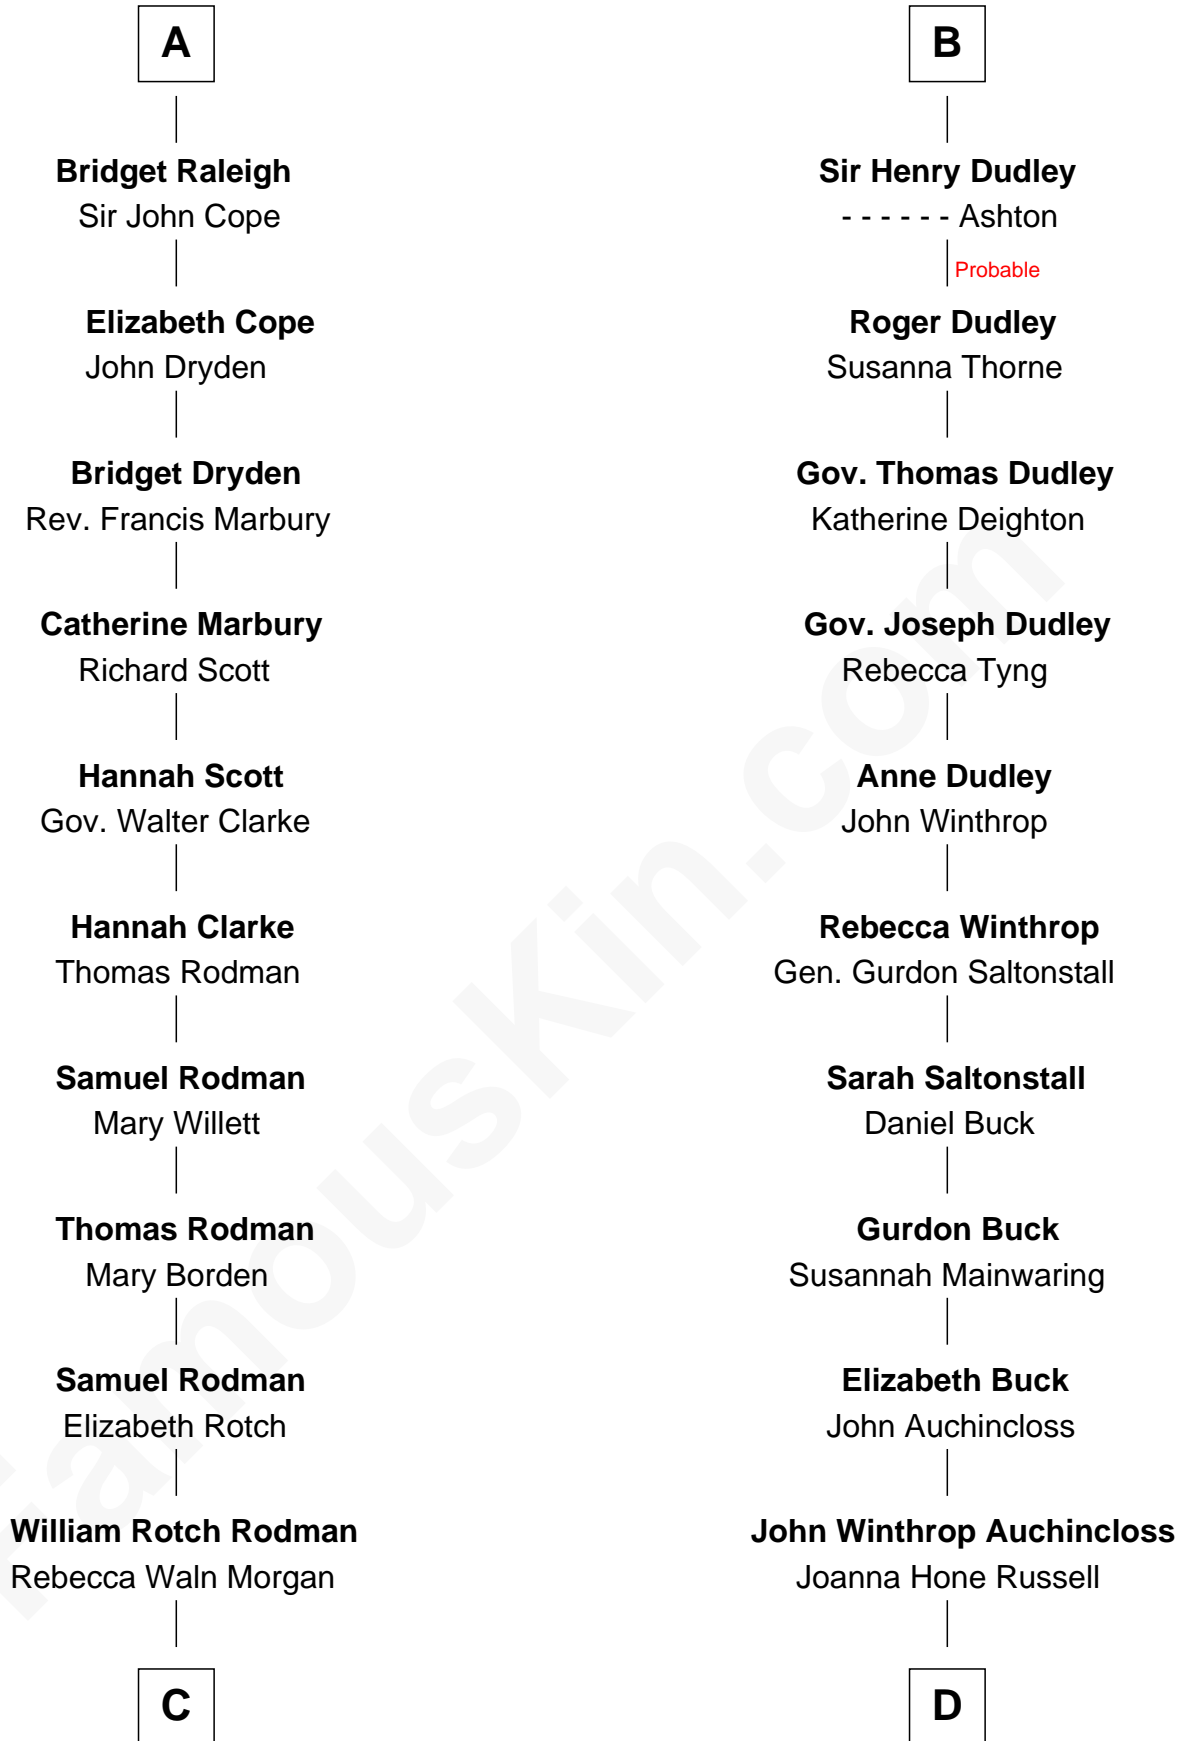 A
Bridget Raleigh
Sir John Cope
Elizabeth Cope
John Dryden
Bridget Dryden
Rev. Francis Marbury
Catherine Marbury
Richard Scott
Hannah Scott
Gov. Walter Clarke
Hannah Clarke
Thomas Rodman
Samuel Rodman
Mary Willett
Thomas Rodman
Mary Borden
Samuel Rodman
Elizabeth Rotch
William Rotch Rodman
Rebecca Waln Morgan
C
B
Sir Henry Dudley
- - - - - - Ashton
Probable
Roger Dudley
Susanna Thorne
Gov. Thomas Dudley
Katherine Deighton
Gov. Joseph Dudley
Rebecca Tyng
Anne Dudley
John Winthrop
Rebecca Winthrop
Gen. Gurdon Saltonstall
Sarah Saltonstall
Daniel Buck
Gurdon Buck
Susannah Mainwaring
Elizabeth Buck
John Auchincloss
John Winthrop Auchincloss
Joanna Hone Russell
D
FamousKin.com